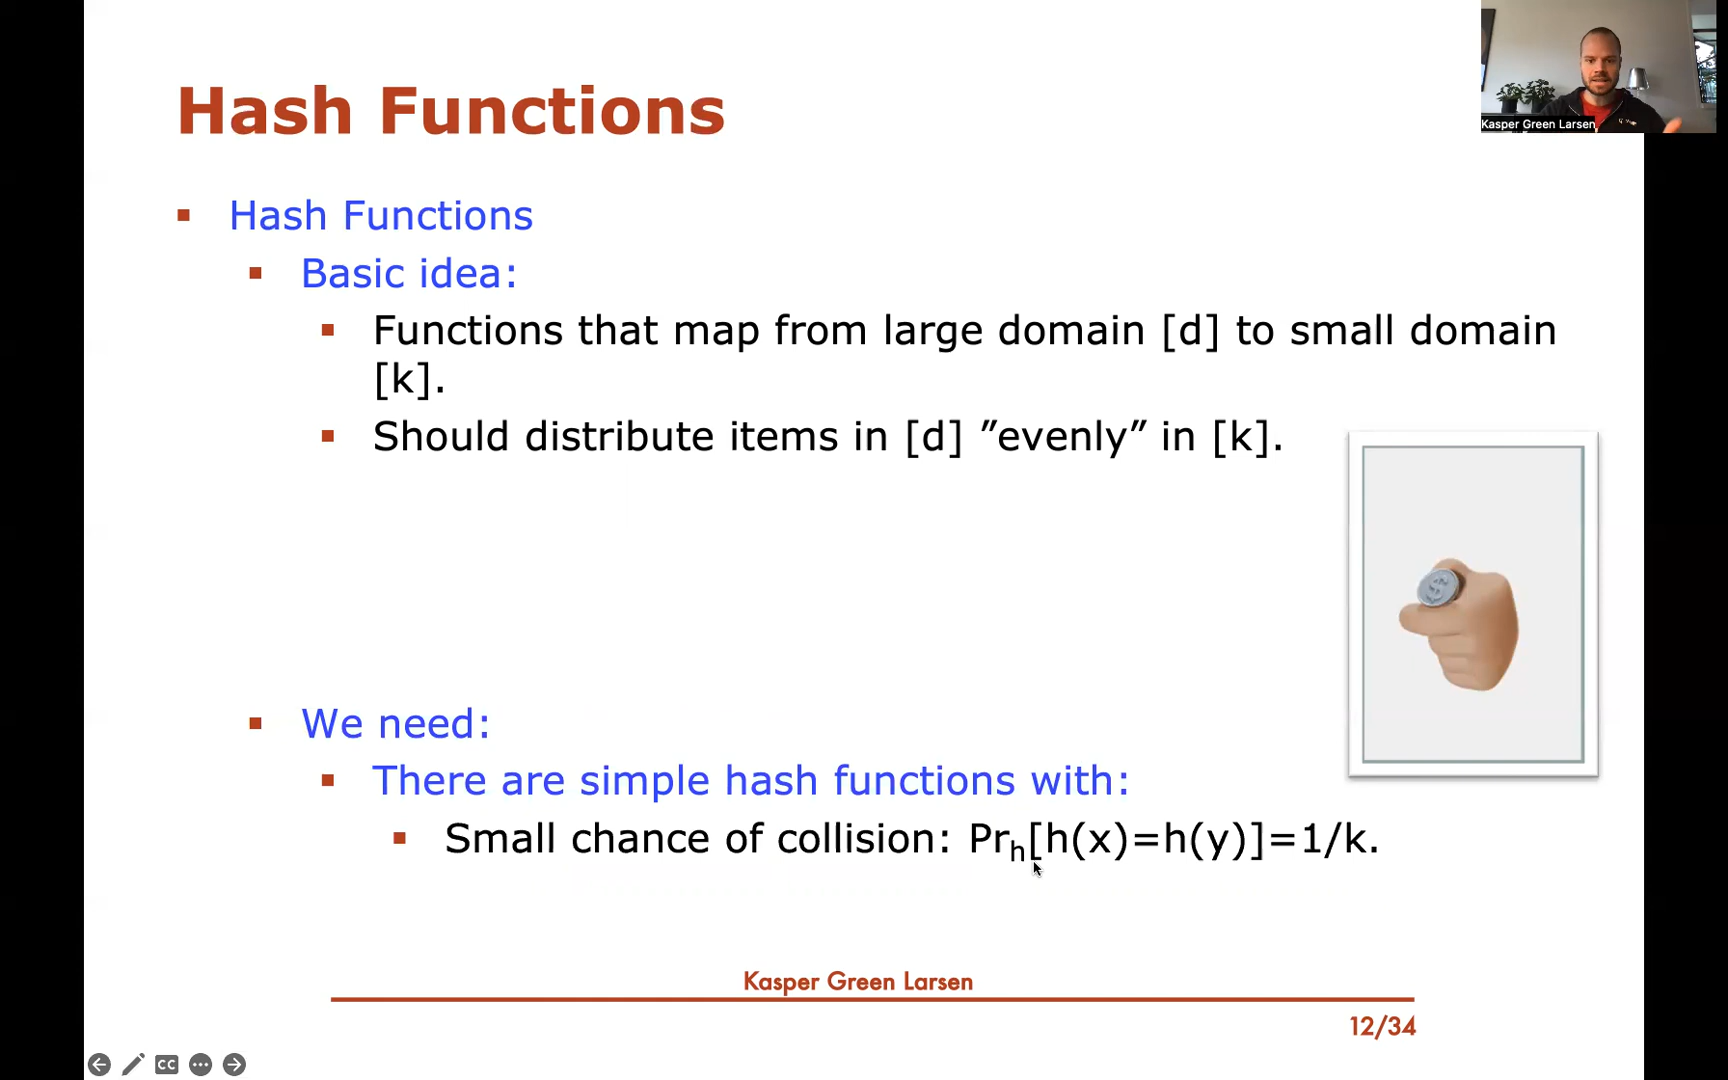 Hash Functions
Kasper Green Larsen
Hash Functions
Basic idea:
Functions that map from large domain [d] to small domain
[k].
Should distribute items in [d] ”evenly” in [k].
$
We need:
There are simple hash functions with:
Small chance of collision: Prₕ[h(x)=h(y)]=1/k.
Kasper Green Larsen
12/34
CC